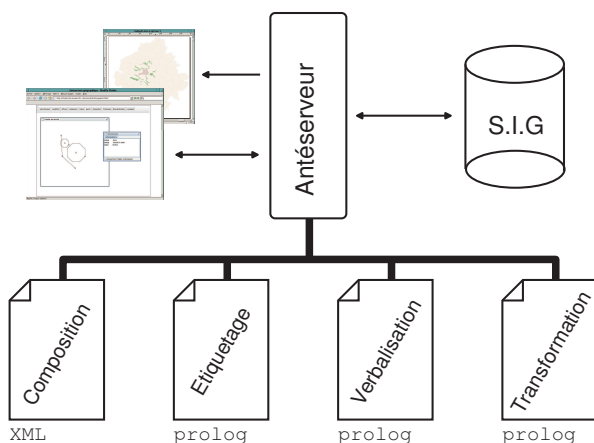 Antéserveur
S.I.G
Composition
Etiquetage
Verbalisation
Transformation
XML
prolog
prolog
prolog